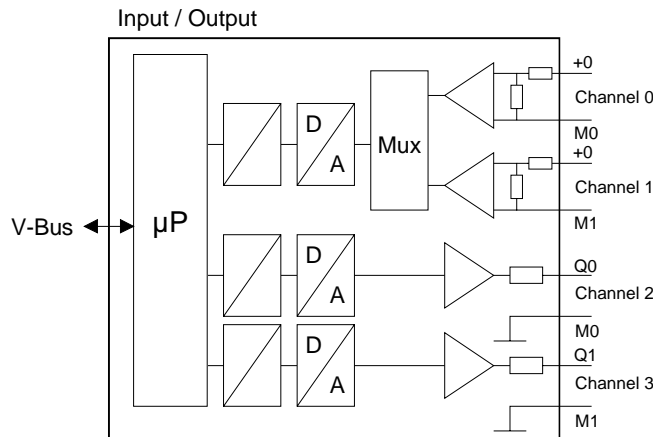 Input / Output
+0
Channel 0
M0
D
A
Mux
+0
Channel 1
M1
V-Bus
µP
D
A
Q0
Channel 2
M0
D
A
Q1
Channel 3
M1